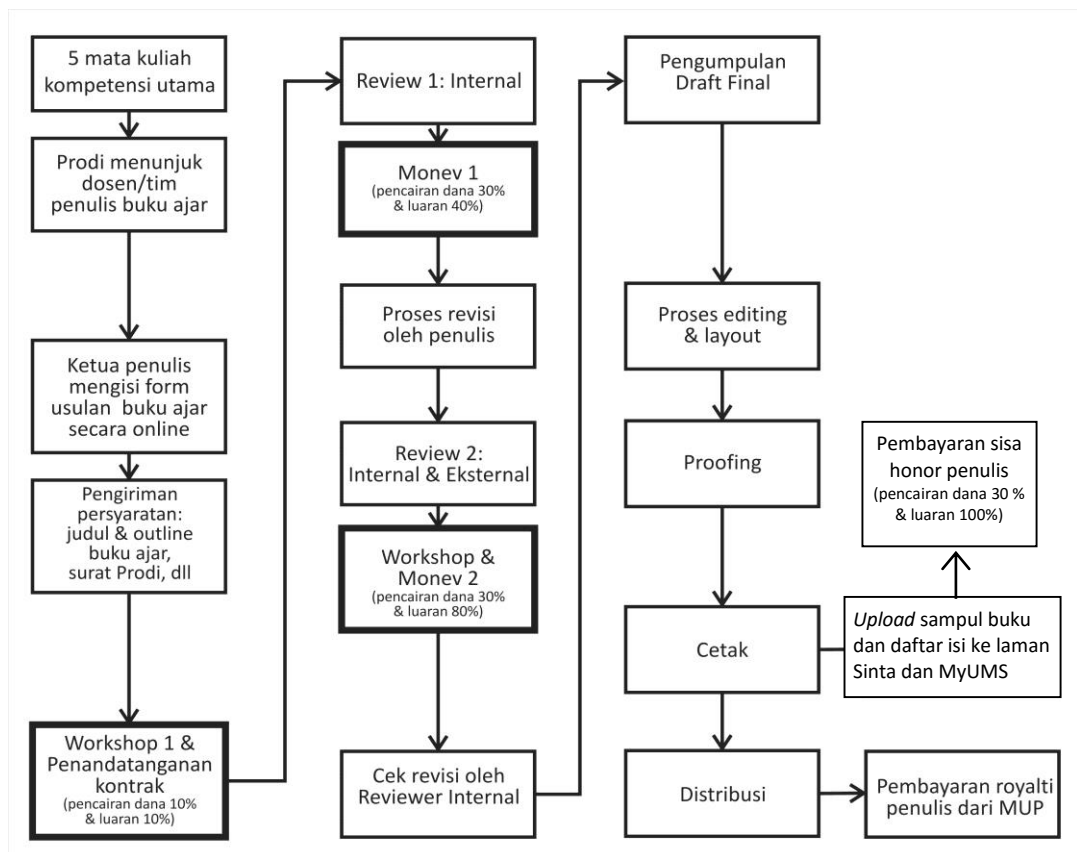 5 mata kuliah
kompetensi utama
Prodi menunjuk
dosen/tim
penulis buku ajar
Ketua penulis
mengisi form
usulan buku ajar
secara online
Pengiriman
persyaratan:
judul & outline
buku ajar,
surat Prodi, dll
Workshop 1 &
Penandatanganan
kontrak
(pencairan dana 10%
& luaran 10%)
Review 1: Internal
Monev 1
(pencairan dana 30%
& luaran 40%)
Proses revisi
oleh penulis
Review 2:
Internal & Eksternal
Workshop &
Monev 2
(pencairan dana 30%
& luaran 80%)
Cek revisi oleh
Reviewer Internal
Pengumpulan
Draft Final
Proses editing
& layout
Proofing
Cetak
Upload sampul buku
dan daftar isi ke laman
Sinta dan MyUMS
Pembayaran sisa
honor penulis
(pencairan dana 30 %
& luaran 100%)
Distribusi
Pembayaran royalti
penulis dari MUP